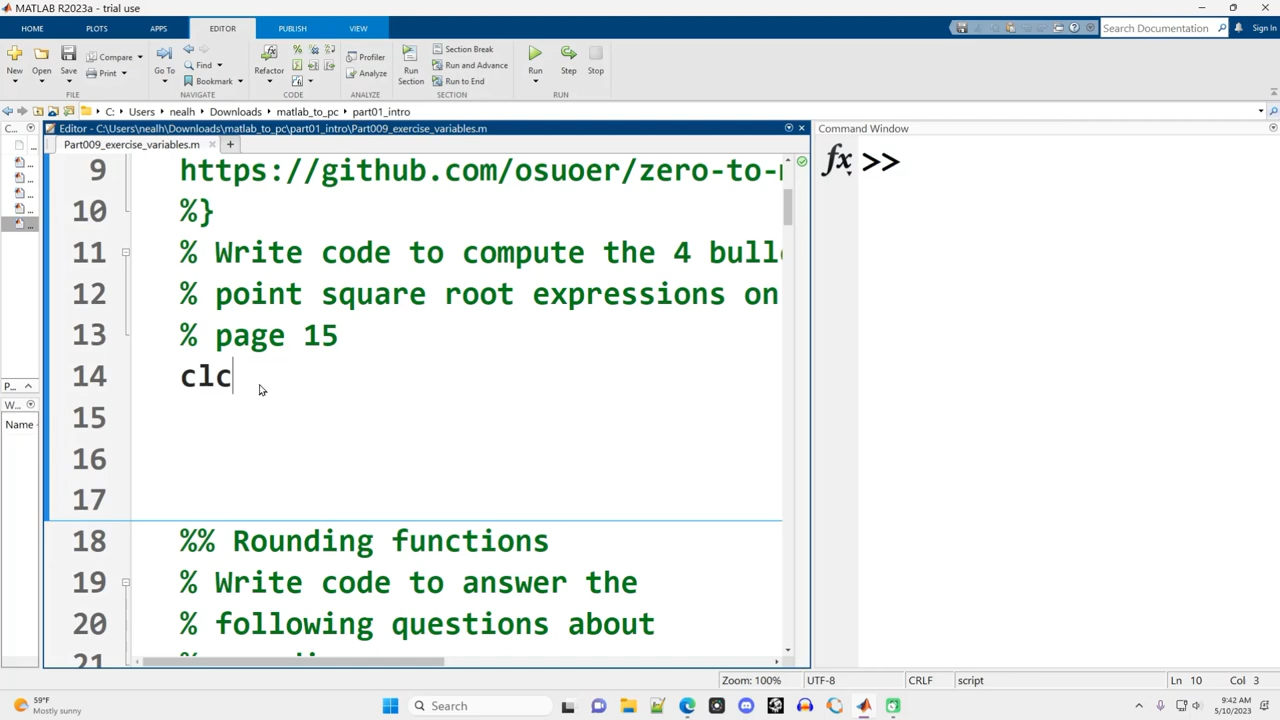 MATLAB R2023a - trial use
HOME PLOTS APPS EDITOR PUBLISH VIEW Search Documentation Sign In
New Open Save Compare Print Go To Find Bookmark Refactor Profiler Analyze Run Section Section Break Run and Advance Run to End Run Step Stop
FILE NAVIGATE CODE ANALYZE SECTION RUN
C: Users nealh Downloads matlab_to_pc part01_intro
C... Editor - C:\Users\nealh\Downloads\matlab_to_pc\part01_intro\Part009_exercise_variables.m Command Window
Part009_exercise_variables.m +
fx >>
9 https://github.com/osuoer/zero-to-
10 %}
11 % Write code to compute the 4 bull
12 % point square root expressions on
13 % page 15
14 clc
15
16
17
18 %% Rounding functions
19 % Write code to answer the
20 % following questions about
21
P...
W...
Name
Zoom: 100% UTF-8 CRLF script Ln 10 Col 3
59°F
Mostly sunny
Search
9:42 AM
5/10/2023